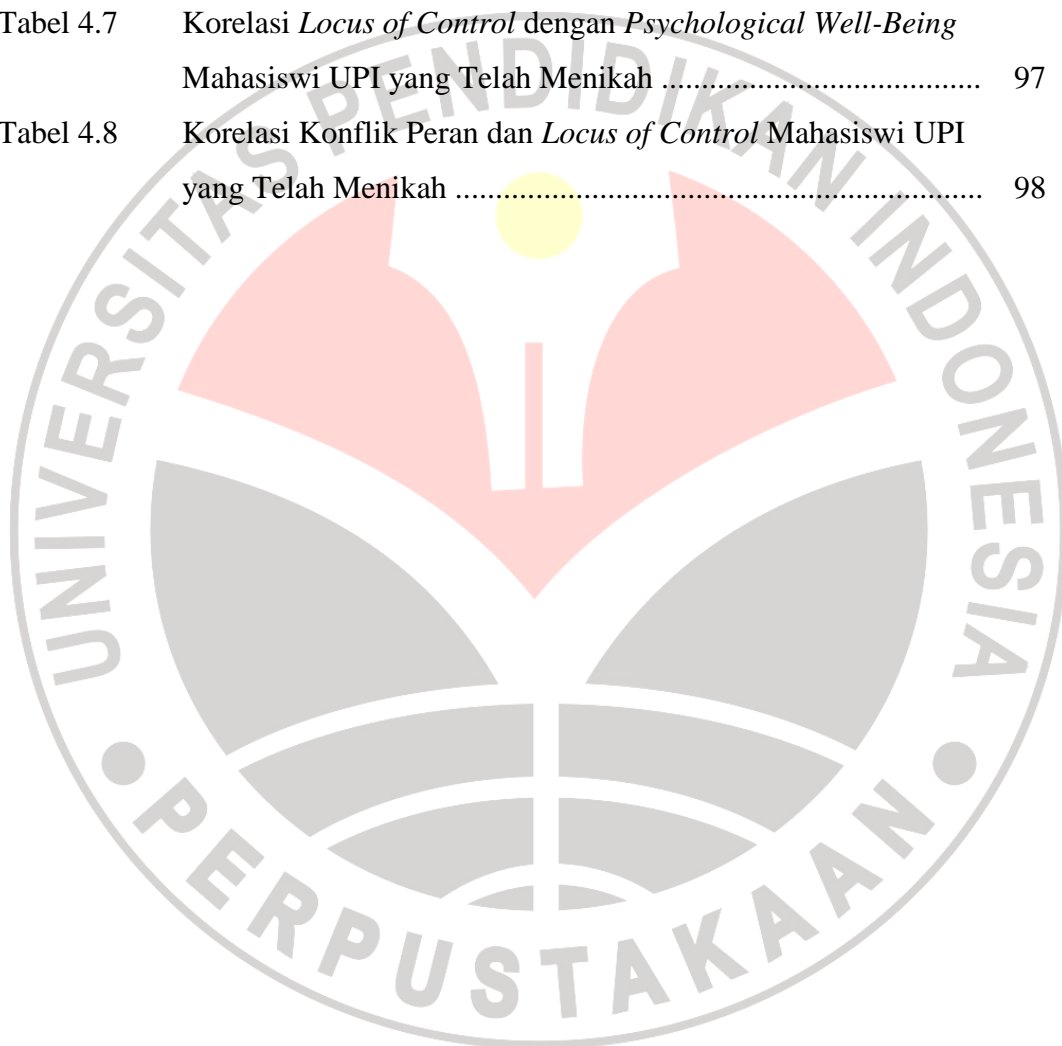 Tabel 4.7 Korelasi Locus of Control dengan Psychological Well-Being
Mahasiswi UPI yang Telah Menikah ................................... 97
Tabel 4.8 Korelasi Konflik Peran dan Locus of Control Mahasiswi UPI
yang Telah Menikah .......................................................... 98
UNIVERSITAS PENDIDIKAN INDONESIA
PERPUSTAKAAN